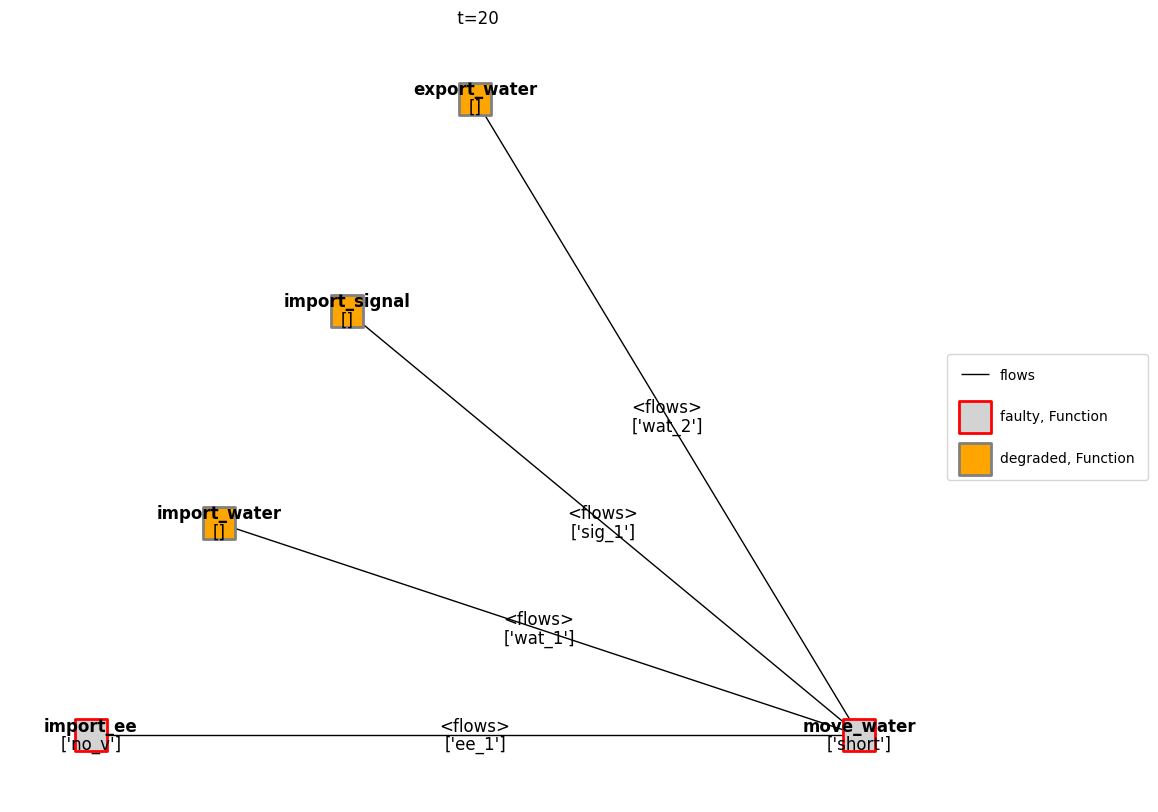 t=20
export_water
[]
import_signal
[]
<flows>
['wat_2']
<flows>
['sig_1']
import_water
[]
<flows>
['wat_1']
import_ee
['no_v']
<flows>
['ee_1']
move_water
['short']
flows
faulty, Function
degraded, Function